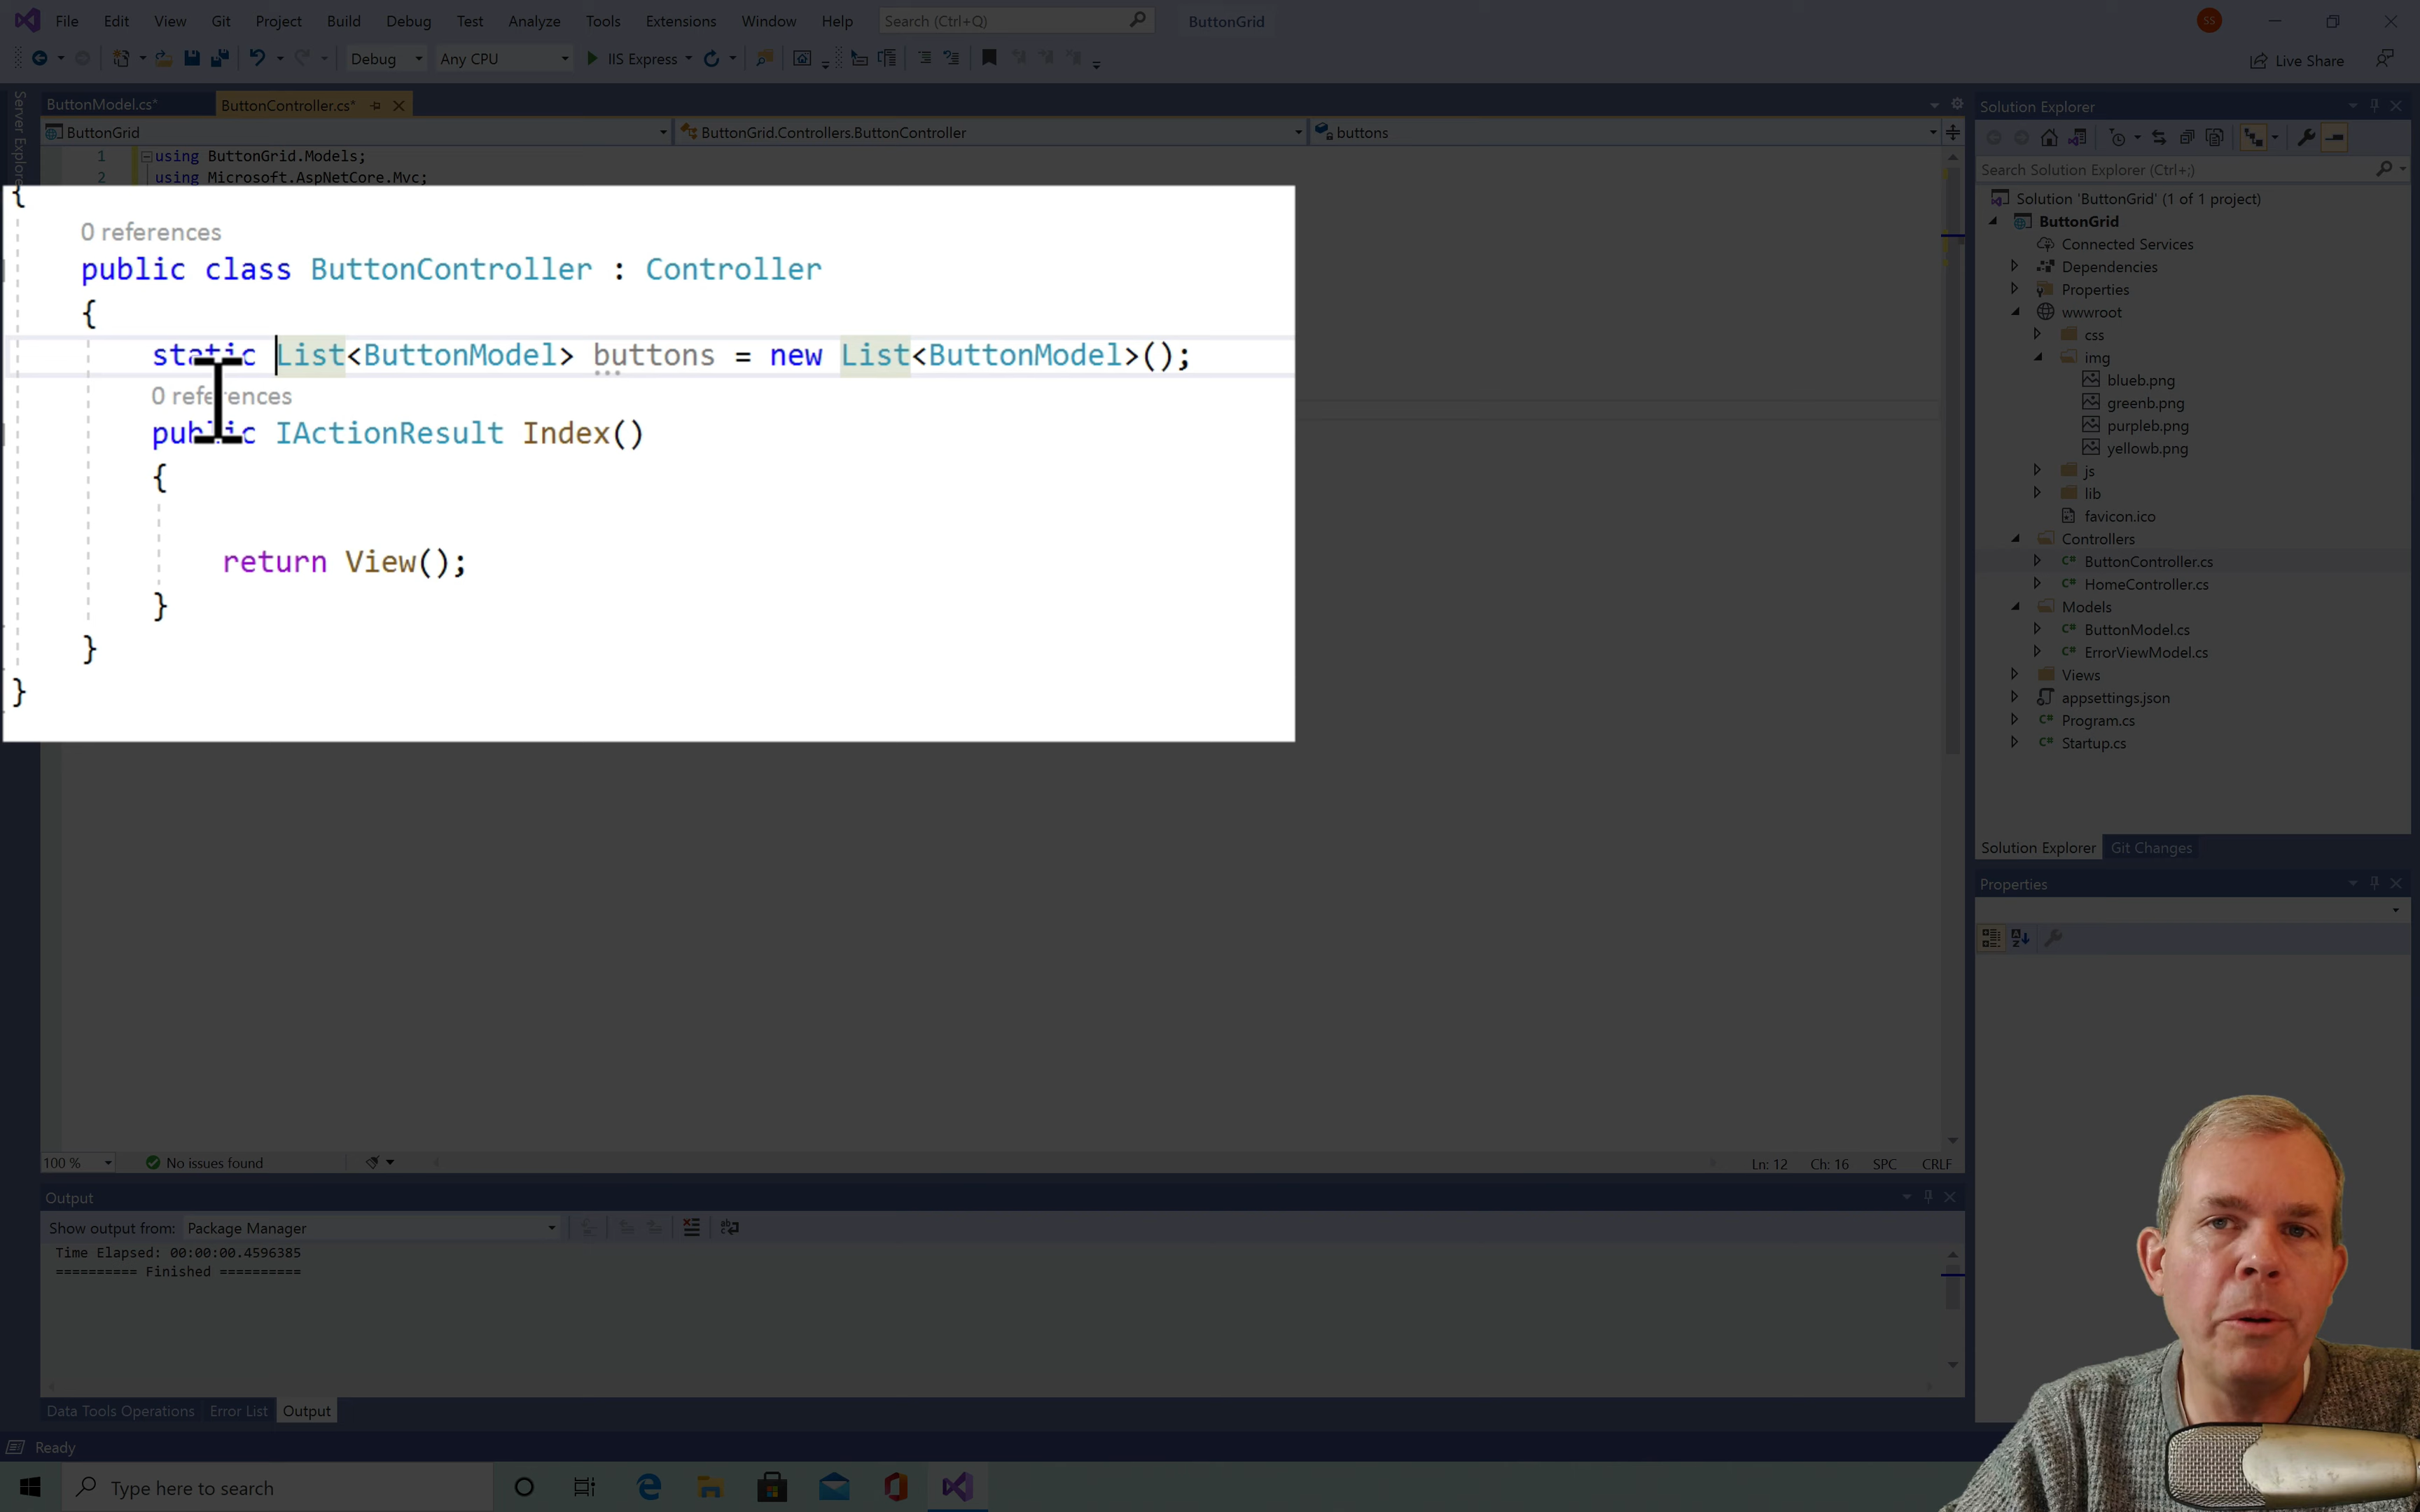 File Edit View Git Project Build Debug Test Analyze Tools Extensions Window Help Search (Ctrl+Q) ButtonGrid SS
Debug Any CPU IIS Express Live Share
Server Explorer
ButtonModel.cs* ButtonController.cs*
ButtonGrid ButtonGrid.Controllers.ButtonController buttons
1 using ButtonGrid.Models;
2 using Microsoft.AspNetCore.Mvc;
{
0 references
public class ButtonController : Controller
{
static List<ButtonModel> buttons = new List<ButtonModel>();
0 references
public IActionResult Index()
{
return View();
}
}
}
100 % No issues found Ln: 12 Ch: 16 SPC CRLF
Output
Show output from: Package Manager
Time Elapsed: 00:00:00.4596385
========== Finished ==========
Data Tools Operations Error List Output
Solution Explorer
Search Solution Explorer (Ctrl+;)
Solution 'ButtonGrid' (1 of 1 project)
ButtonGrid
Connected Services
Dependencies
Properties
wwwroot
css
img
blueb.png
greenb.png
purpleb.png
yellowb.png
js
lib
favicon.ico
Controllers
C# ButtonController.cs
C# HomeController.cs
Models
C# ButtonModel.cs
C# ErrorViewModel.cs
Views
appsettings.json
C# Program.cs
C# Startup.cs
Solution Explorer Git Changes
Properties
Ready
Type here to search